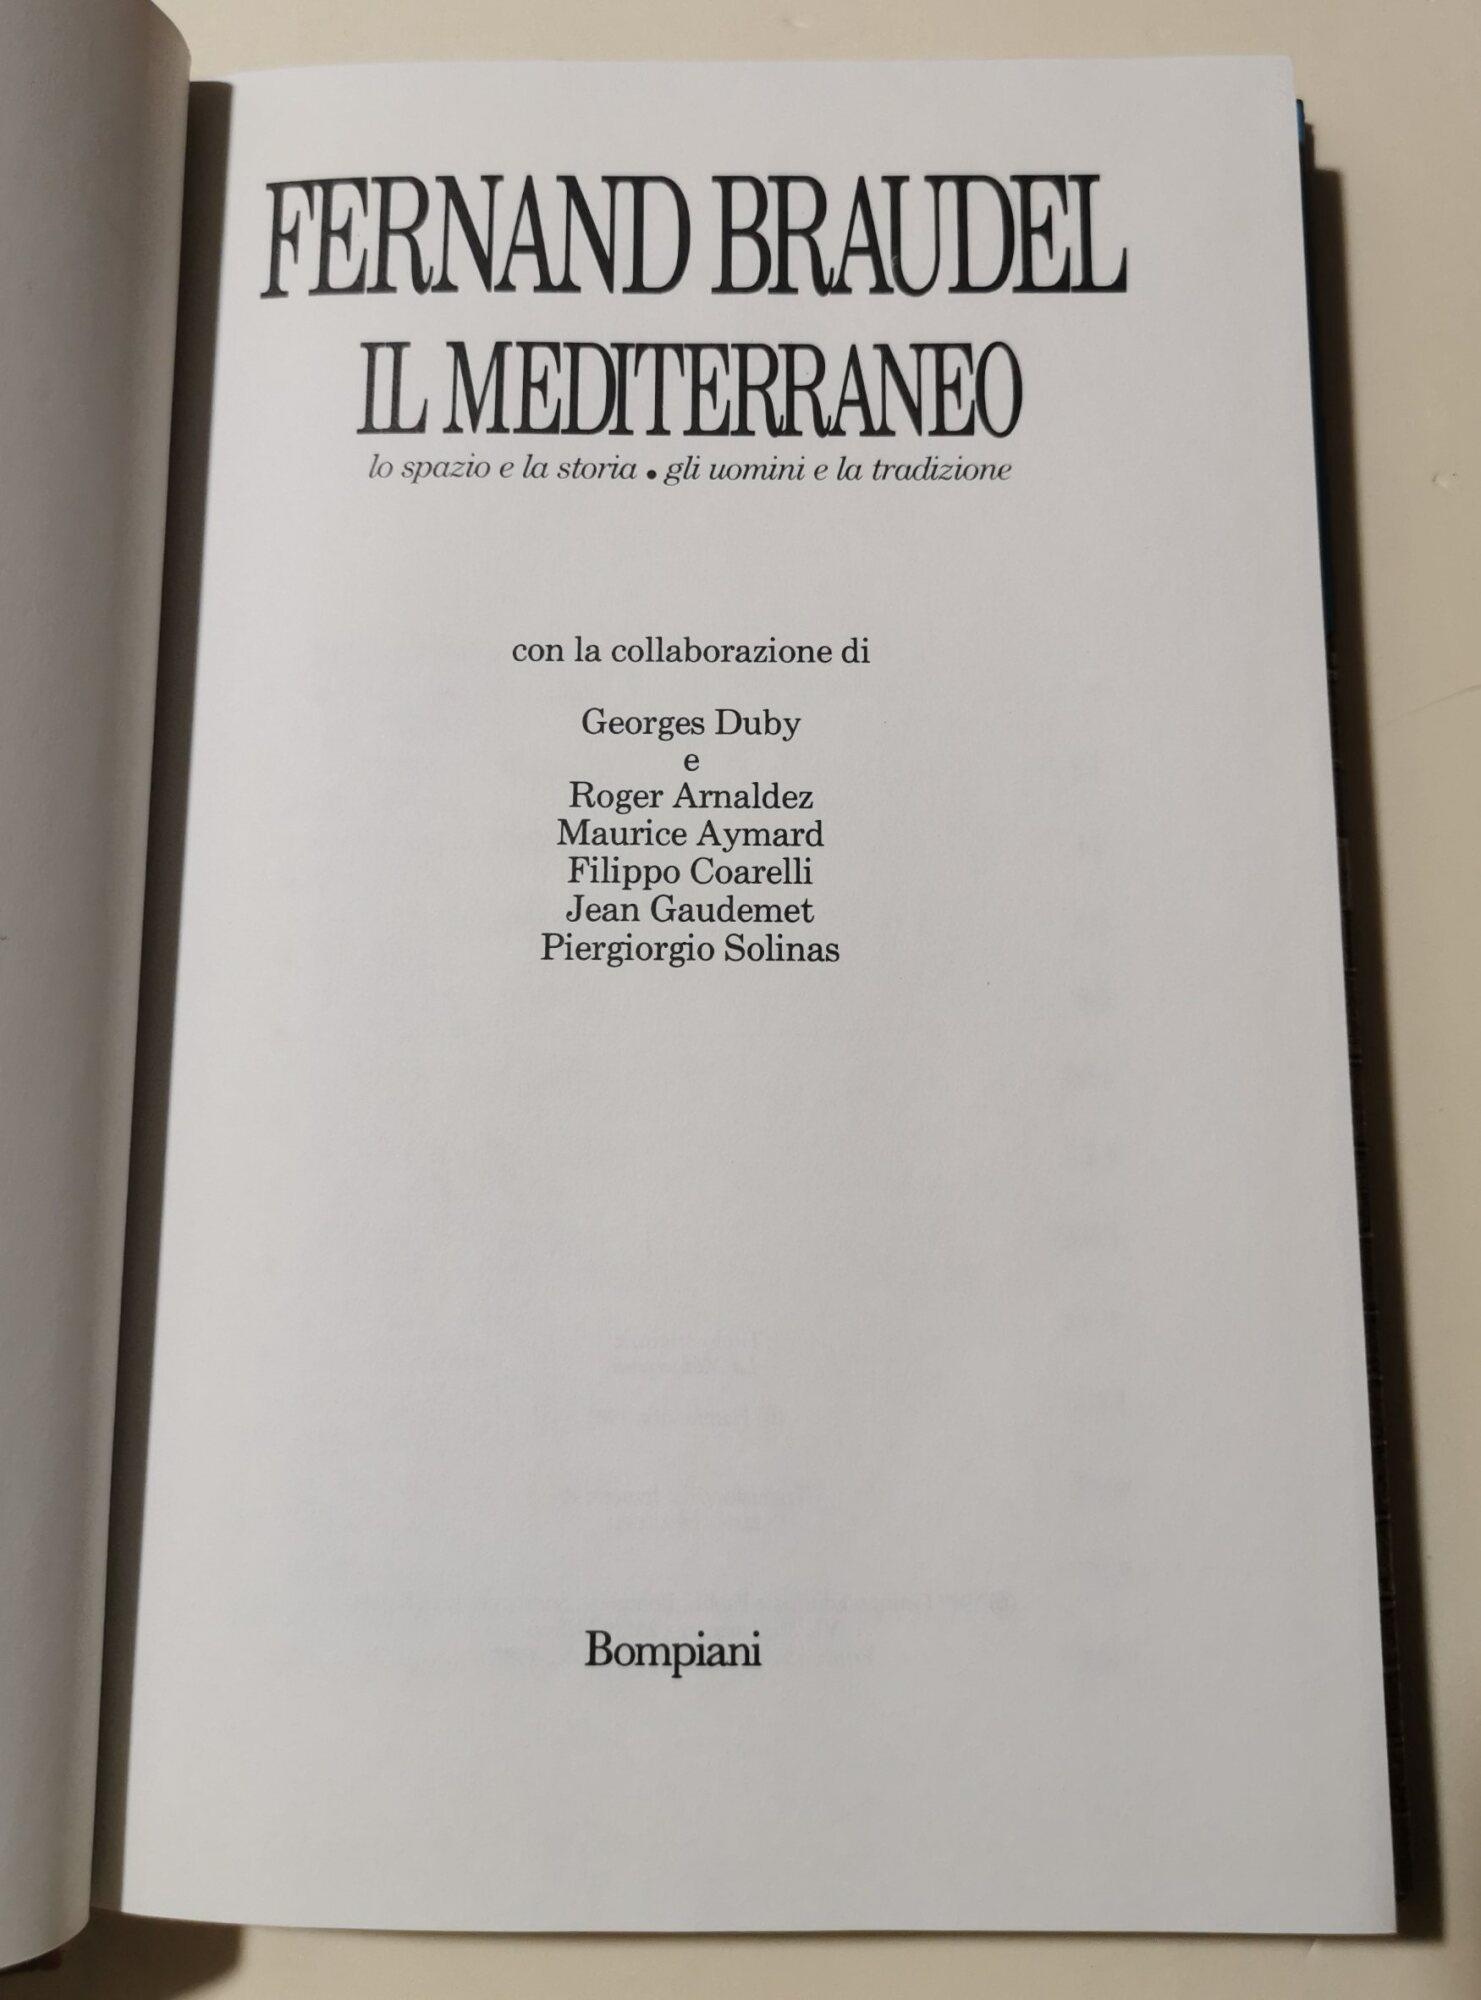 FERNAND BRAUDEL
IL MEDITERRANEO
lo spazio e la storia • gli uomini e la tradizione
con la collaborazione di
Georges Duby
e
Roger Arnaldez
Maurice Aymard
Filippo Coarelli
Jean Gaudemet
Piergiorgio Solinas
Bompiani